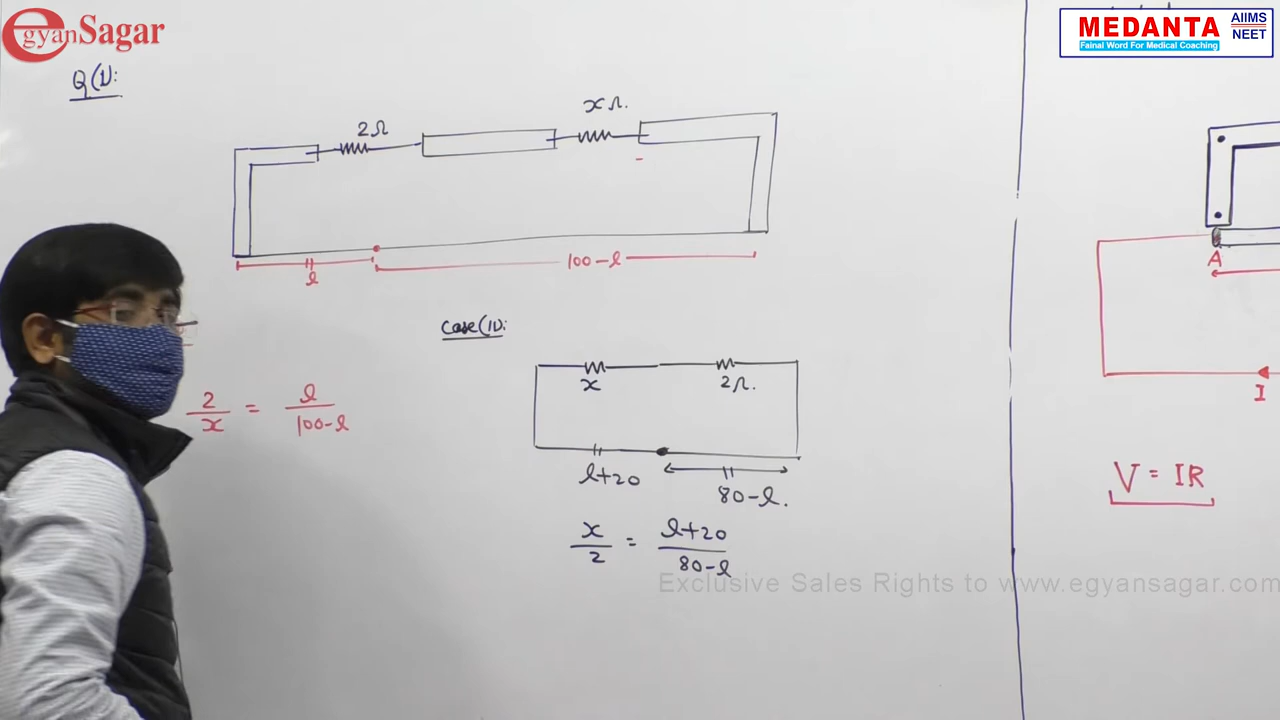 egyanSagar
MEDANTA
AIIMS
NEET
Fainal Word For Medical Coaching
Q(1):
2Ω
xΩ.
l
100-l
A
I
Case(II):
x
2Ω.
l+20
80-l.
2/x = l/100-l
x/2 = l+20/80-l
V = IR
Exclusive Sales Rights to www.egyansagar.com